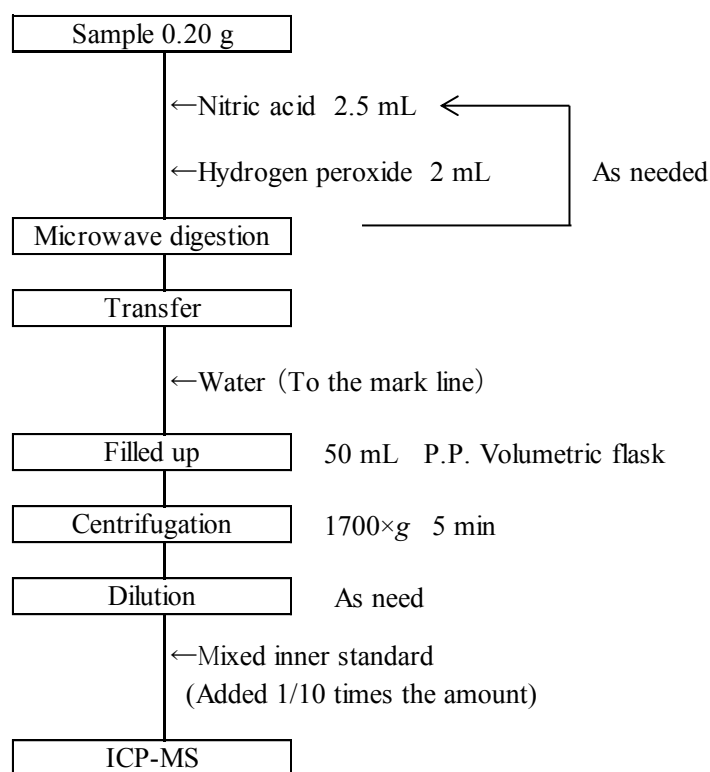 Sample 0.20 g
←Nitric acid 2.5 mL
←Hydrogen peroxide 2 mL As needed
Microwave digestion
Transfer
←Water（To the mark line）
Filled up 50 mL P.P. Volumetric flask
Centrifugation 1700×g 5 min
Dilution As need
←Mixed inner standard
(Added 1/10 times the amount)
ICP-MS